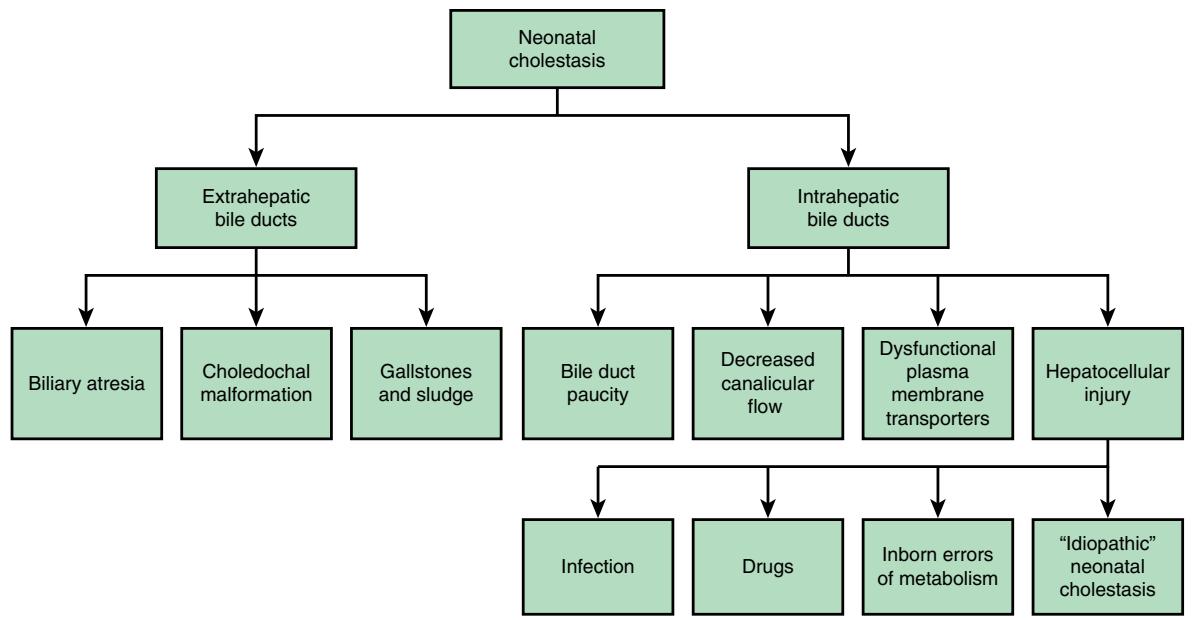 Neonatal
cholestasis
Extrahepatic
bile ducts
Intrahepatic
bile ducts
Biliary atresia
Choledochal
malformation
Gallstones
and sludge
Bile duct
paucity
Decreased
canalicular
flow
Dysfunctional
plasma
membrane
transporters
Hepatocellular
injury
Infection
Drugs
Inborn errors
of metabolism
“Idiopathic”
neonatal
cholestasis